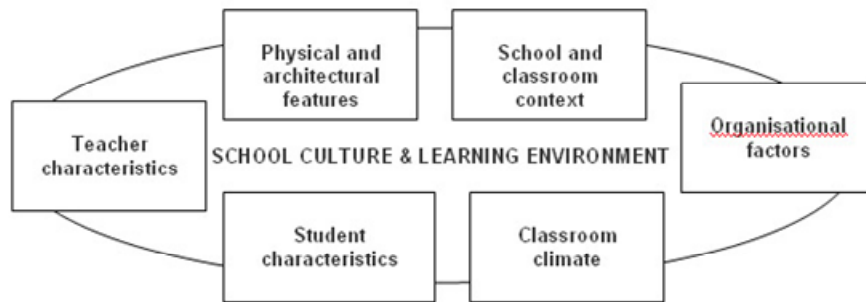 Physical and
architectural
features
School and
classroom
context
Teacher
characteristics
SCHOOL CULTURE & LEARNING ENVIRONMENT
Organisational
factors
Student
characteristics
Classroom
climate